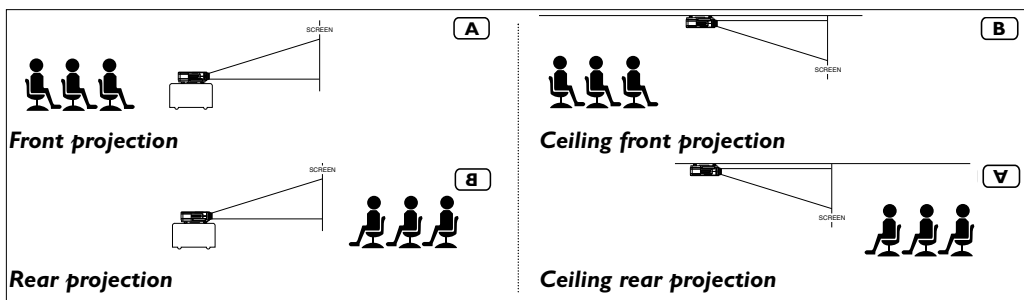 SCREEN
A
Front projection
SCREEN
B
Ceiling front projection
SCREEN
B
Rear projection
SCREEN
A
Ceiling rear projection